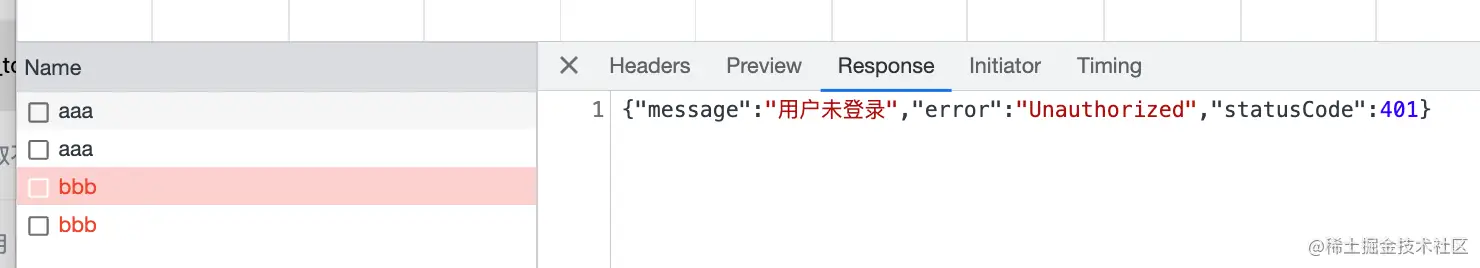 Name
Headers Preview Response Initiator Timing
aaa
1 {"message":"用户未登录","error":"Unauthorized","statusCode":401}
aaa
bbb
bbb
@稀土掘金技术社区